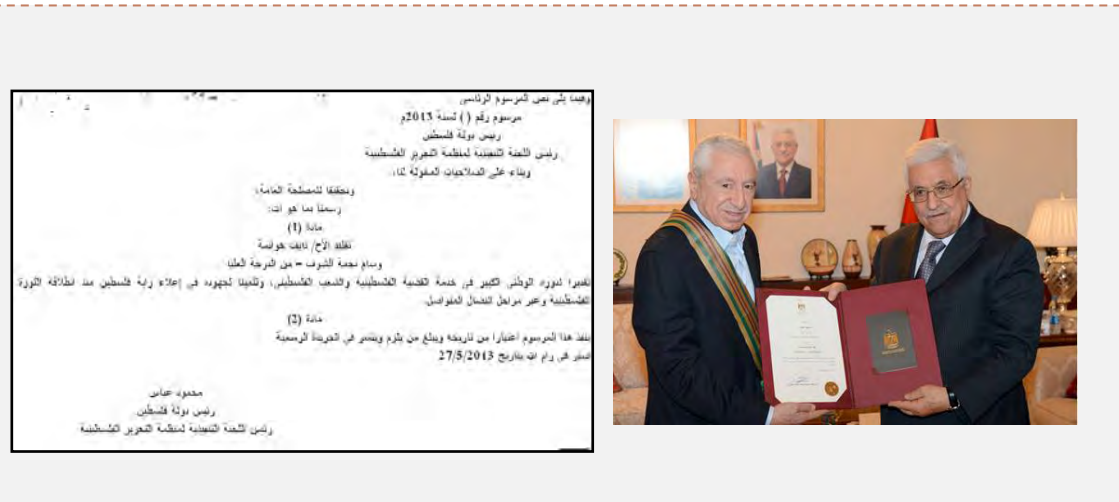 وفيما يلي نص المرسوم الرئاسي
مرسوم رقم ( ) لسنة 2013م
رئيس دولة فلسطين
رئيس اللجنة التنفيذية لمنظمة التحرير الفلسطينية
وبناء على الصلاحيات المخولة لنا،
وتحقيقا للمصلحة العامة،
رسمنا بما هو آت:
مادة (1)
تقليد الأخ/ نايف حواتمة
وسام نجمة الشرف – من الدرجة العليا
تقديرا لدوره الوطني الكبير في خدمة القضية الفلسطينية والشعب الفلسطيني، وتثمينا لجهوده في إعلاء راية فلسطين منذ انطلاقة الثورة
الفلسطينية وعبر مراحل النضال المتواصل.
مادة (2)
ينفذ هذا المرسوم اعتبارا من تاريخه ويبلغ من يلزم وينشر في الجريدة الرسمية
صدر في رام الله بتاريخ 27/5/2013
محمود عباس
رئيس دولة فلسطين
رئيس اللجنة التنفيذية لمنظمة التحرير الفلسطينية